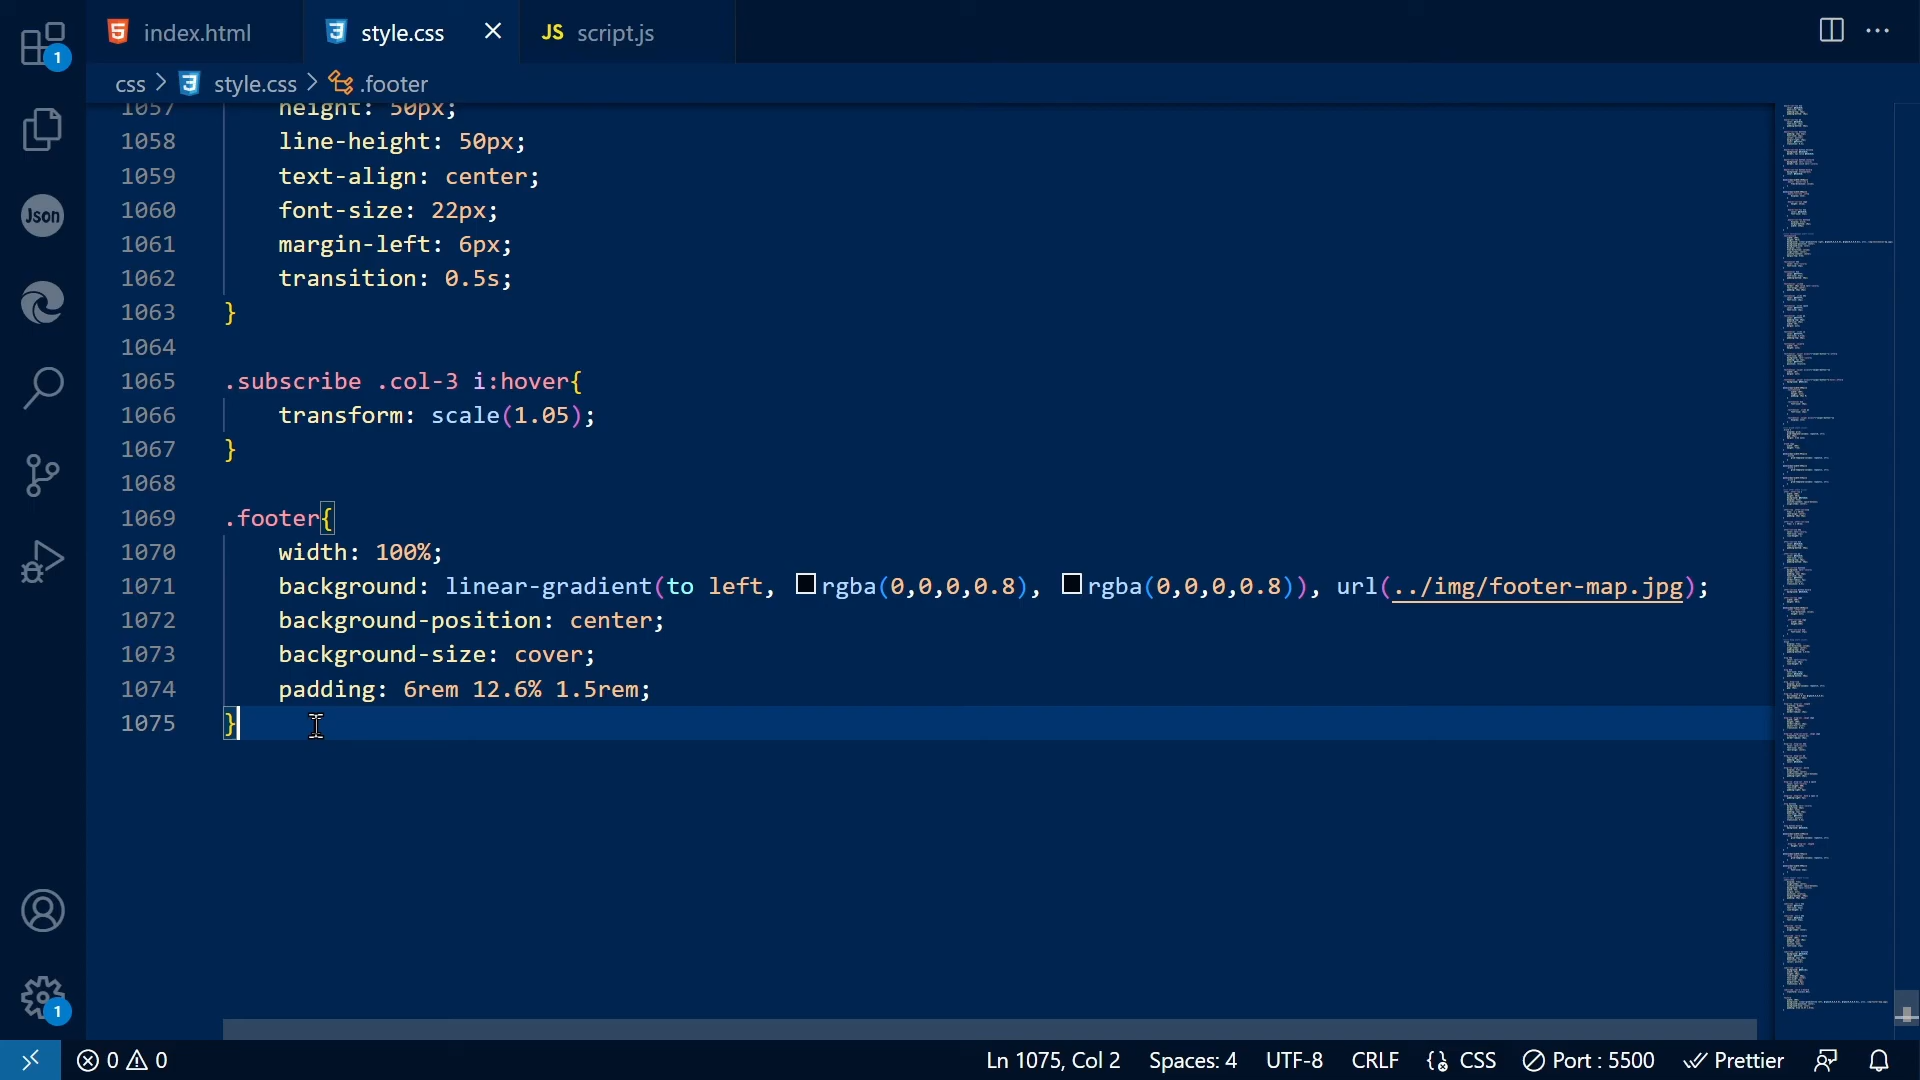 index.html
style.css
JS script.js
css > style.css > .footer
1057 height: 50px;
1058 line-height: 50px;
1059 text-align: center;
1060 font-size: 22px;
1061 margin-left: 6px;
1062 transition: 0.5s;
1063 }
1064
1065 .subscribe .col-3 i:hover{
1066 transform: scale(1.05);
1067 }
1068
1069 .footer{
1070 width: 100%;
1071 background: linear-gradient(to left, rgba(0,0,0,0.8), rgba(0,0,0,0.8)), url(../img/footer-map.jpg);
1072 background-position: center;
1073 background-size: cover;
1074 padding: 6rem 12.6% 1.5rem;
1075 }
1
Json
1
0 0
Ln 1075, Col 2
Spaces: 4
UTF-8
CRLF
CSS
Port : 5500
Prettier